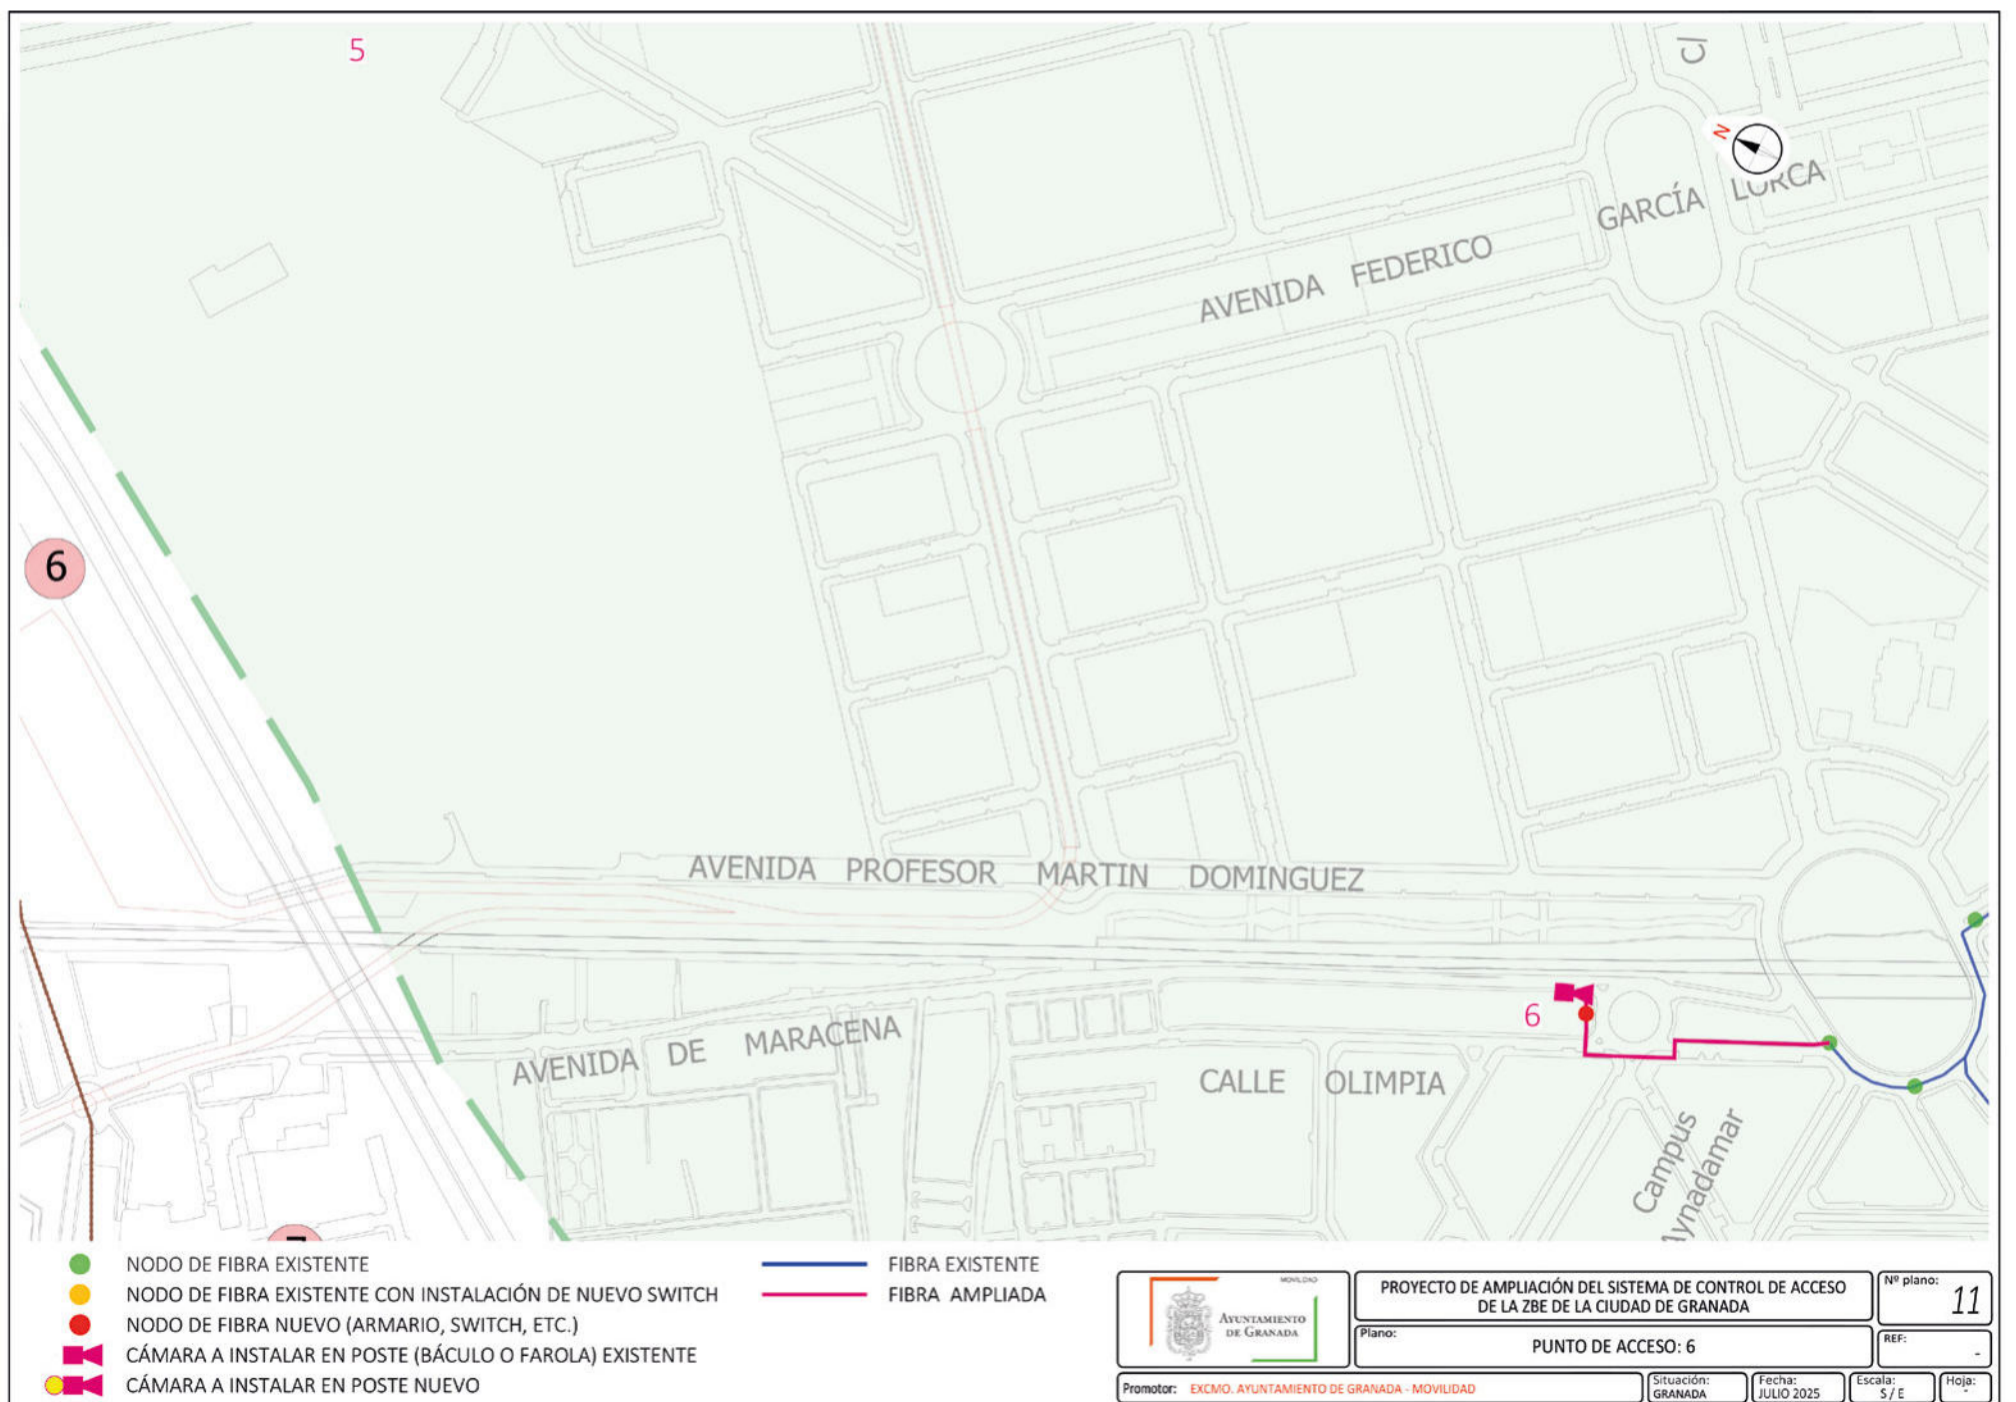 5
Cl
N
GARCÍA LORCA
AVENIDA FEDERICO
6
AVENIDA PROFESOR MARTIN DOMINGUEZ
6
AVENIDA DE MARACENA
CALLE OLIMPIA
Campus
Aynadamar
NODO DE FIBRA EXISTENTE
NODO DE FIBRA EXISTENTE CON INSTALACIÓN DE NUEVO SWITCH
NODO DE FIBRA NUEVO (ARMARIO, SWITCH, ETC.)
CÁMARA A INSTALAR EN POSTE (BÁCULO O FAROLA) EXISTENTE
CÁMARA A INSTALAR EN POSTE NUEVO
FIBRA EXISTENTE
FIBRA AMPLIADA
MOVILIDAD
AYUNTAMIENTO
DE GRANADA
PROYECTO DE AMPLIACIÓN DEL SISTEMA DE CONTROL DE ACCESO
DE LA ZBE DE LA CIUDAD DE GRANADA
Nº plano:
11
Plano:
PUNTO DE ACCESO: 6
REF:
-
Promotor: EXCMO. AYUNTAMIENTO DE GRANADA - MOVILIDAD
Situación:
GRANADA
Fecha:
JULIO 2025
Escala:
S / E
Hoja:
-